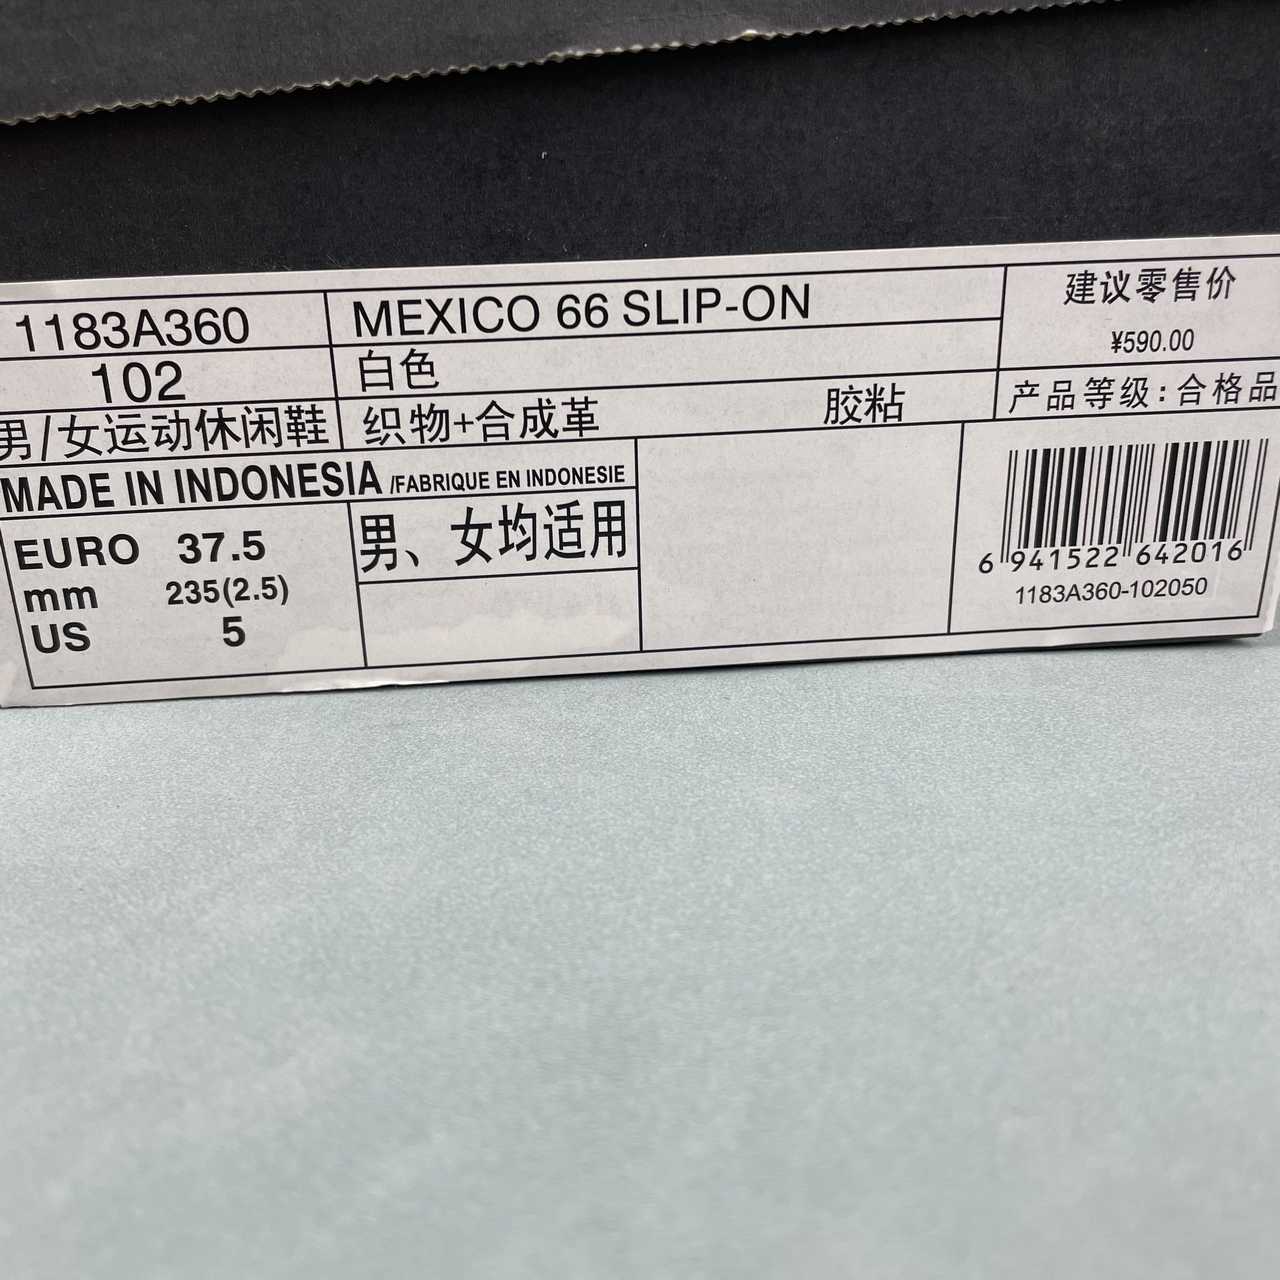 1183A360
MEXICO 66 SLIP-ON
建议零售价
¥590.00
102
白色
男/女运动休闲鞋
织物+合成革
胶粘
产品等级:合格品
MADE IN INDONESIA /FABRIQUE EN INDONESIE
EURO 37.5
男、女均适用
mm 235(2.5)
US 5
6 941522 642016
1183A360-102050